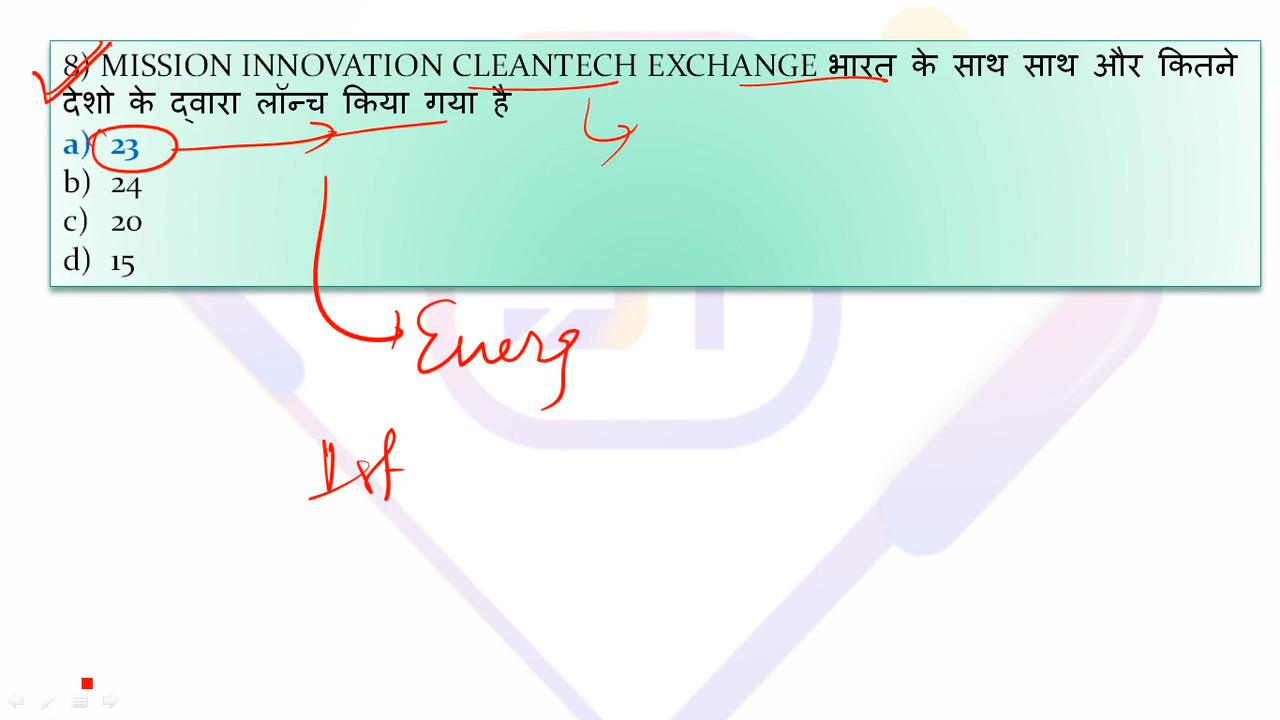 8) MISSION INNOVATION CLEANTECH EXCHANGE भारत के साथ साथ और कितने
देशो के द्वारा लॉन्च किया गया है
a) 23
b) 24
c) 20
d) 15
Energ